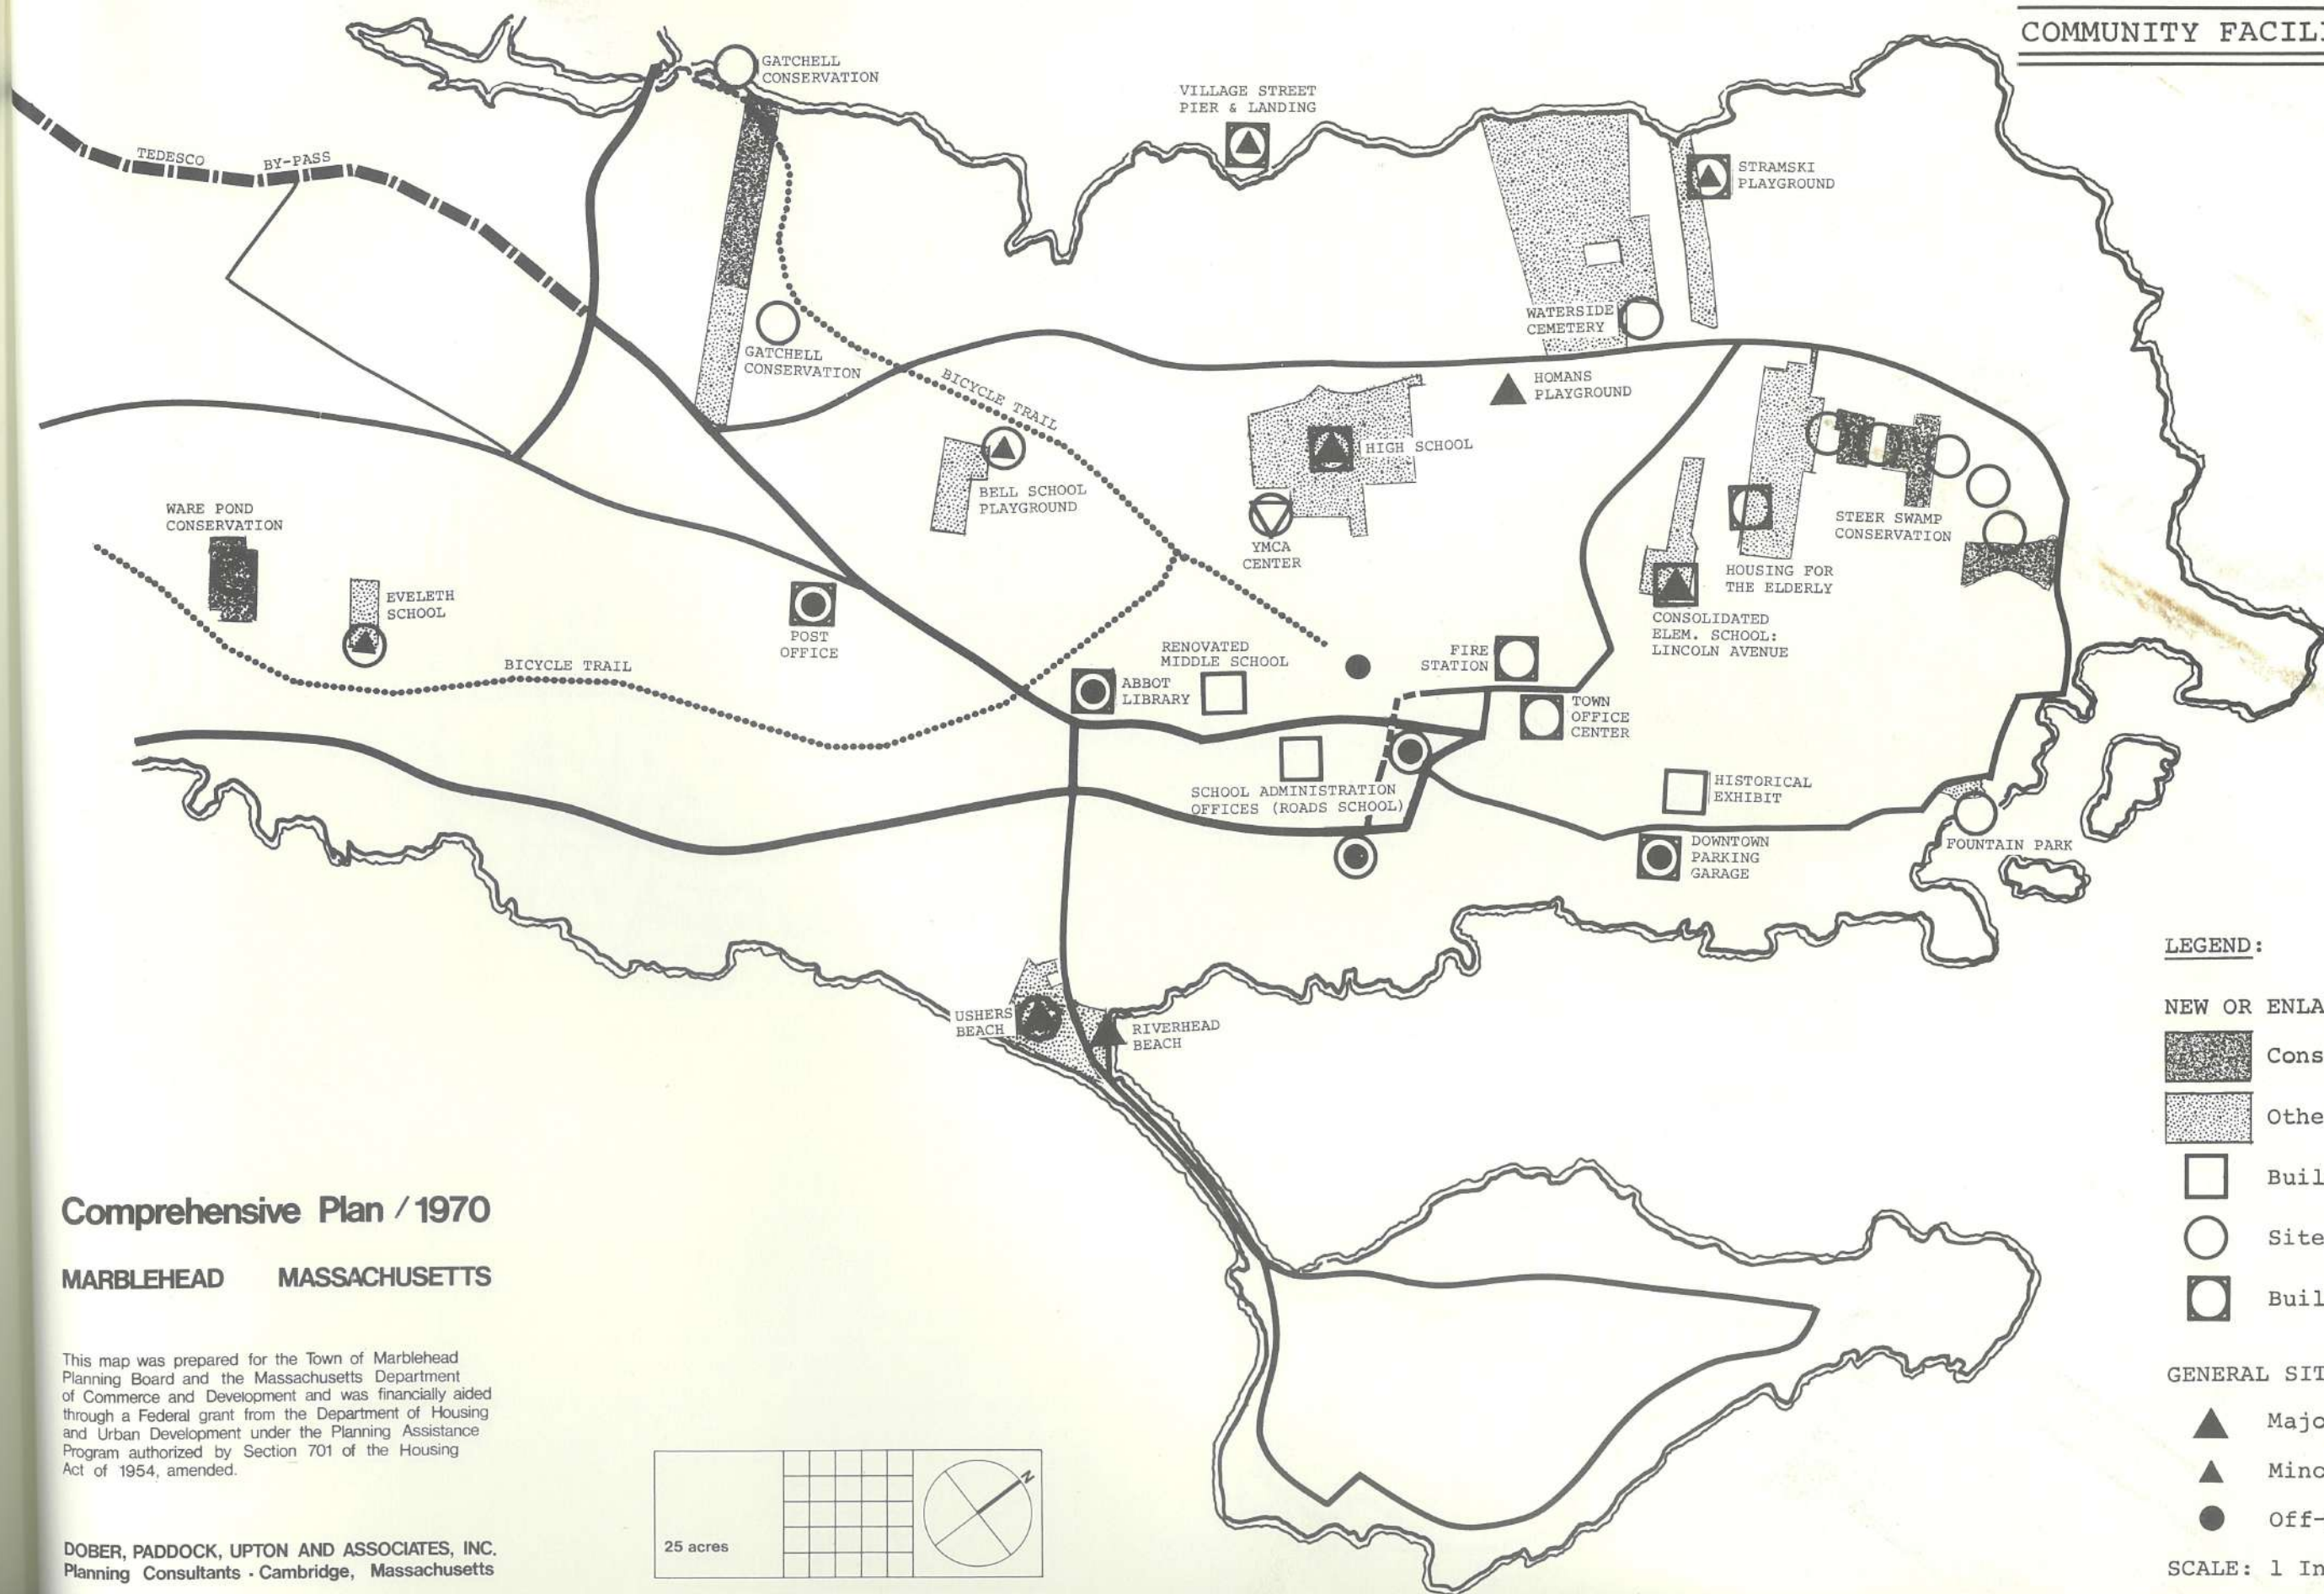 COMMUNITY FACILI
GATCHELL
CONSERVATION
VILLAGE STREET
PIER & LANDING
TEDESCO BY-PASS
STRAMSKI
PLAYGROUND
WATERSIDE
CEMETERY
GATCHELL
CONSERVATION
BICYCLE TRAIL
HOMANS
PLAYGROUND
HIGH SCHOOL
BELL SCHOOL
PLAYGROUND
WARE POND
CONSERVATION
YMCA
CENTER
STEER SWAMP
CONSERVATION
HOUSING FOR
THE ELDERLY
EVELETH
SCHOOL
POST
OFFICE
CONSOLIDATED
ELEM. SCHOOL:
LINCOLN AVENUE
BICYCLE TRAIL
RENOVATED
MIDDLE SCHOOL
FIRE
STATION
ABBOT
LIBRARY
TOWN
OFFICE
CENTER
SCHOOL ADMINISTRATION
OFFICES (ROADS SCHOOL)
HISTORICAL
EXHIBIT
DOWNTOWN
PARKING
GARAGE
FOUNTAIN PARK
USHERS
BEACH
RIVERHEAD
BEACH
LEGEND:
NEW OR ENLA
Cons
Othe
Buil
Site
Buil
GENERAL SIT
Majo
Mino
Off-
SCALE: 1 In
Comprehensive Plan / 1970
MARBLEHEAD MASSACHUSETTS
This map was prepared for the Town of Marblehead
Planning Board and the Massachusetts Department
of Commerce and Development and was financially aided
through a Federal grant from the Department of Housing
and Urban Development under the Planning Assistance
Program authorized by Section 701 of the Housing
Act of 1954, amended.
DOBER, PADDOCK, UPTON AND ASSOCIATES, INC.
Planning Consultants · Cambridge, Massachusetts
25 acres
N